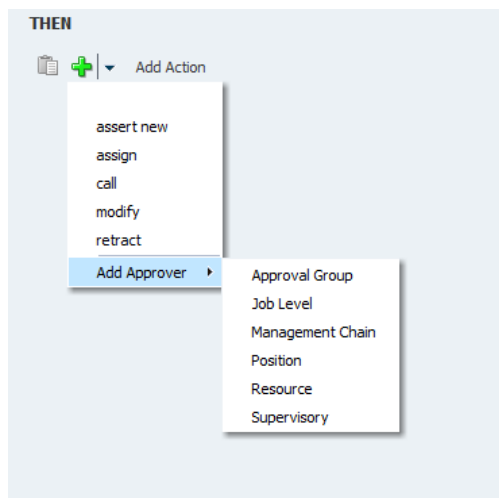 THEN
Add Action
assert new
assign
call
modify
retract
Add Approver
Approval Group
Job Level
Management Chain
Position
Resource
Supervisory